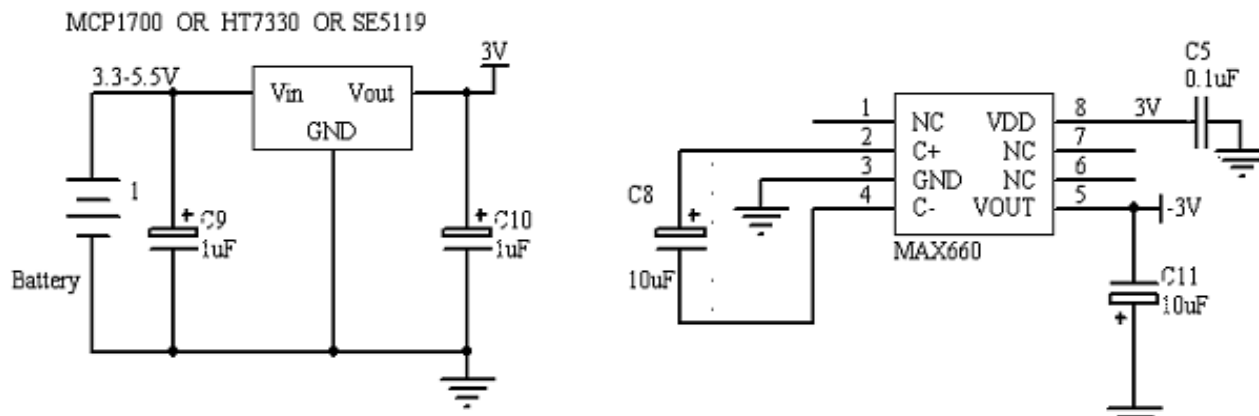 MCP1700 OR HT7330 OR SE5119
3.3-5.5V
Vin
Vout
GND
3V
1
Battery
+
C9
1uF
+
C10
1uF
1
2
3
4
NC
C+
GND
C-
VDD
NC
NC
VOUT
8
7
6
5
MAX660
3V
C5
0.1uF
C8
+
10uF
-3V
C11
10uF
+